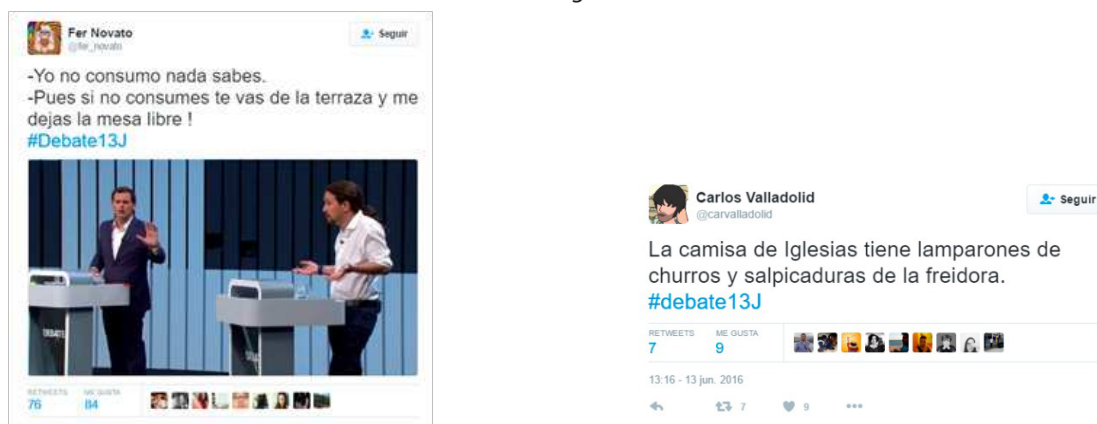 Fer Novato
@fer_novato
Seguir
-Yo no consumo nada sabes.
-Pues si no consumes te vas de la terraza y me
dejas la mesa libre !
#Debate13J
DEBATE
RETWEETS ME GUSTA
76 84
Carlos Valladolid
@carvalladolid
Seguir
La camisa de Iglesias tiene lamparones de
churros y salpicaduras de la freidora.
#debate13J
RETWEETS ME GUSTA
7 9
13:16 - 13 jun. 2016
7 9